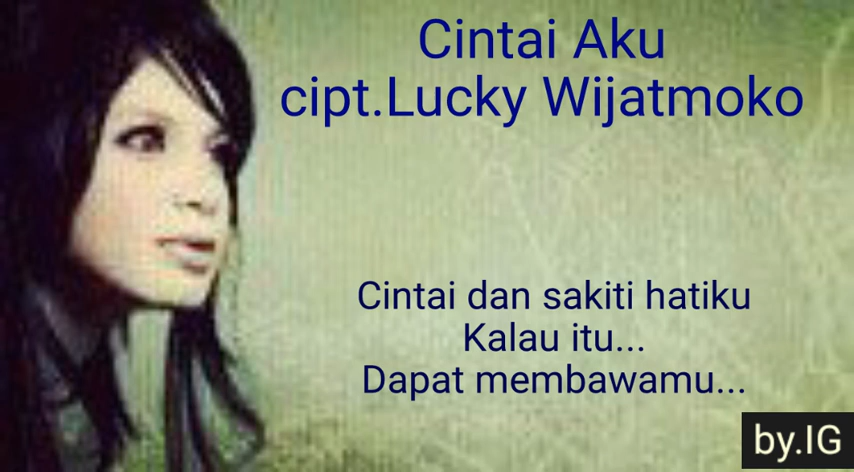 Cintai Aku
cipt.Lucky Wijatmoko
Cintai dan sakiti hatiku
Kalau itu...
Dapat membawamu...
by.IG